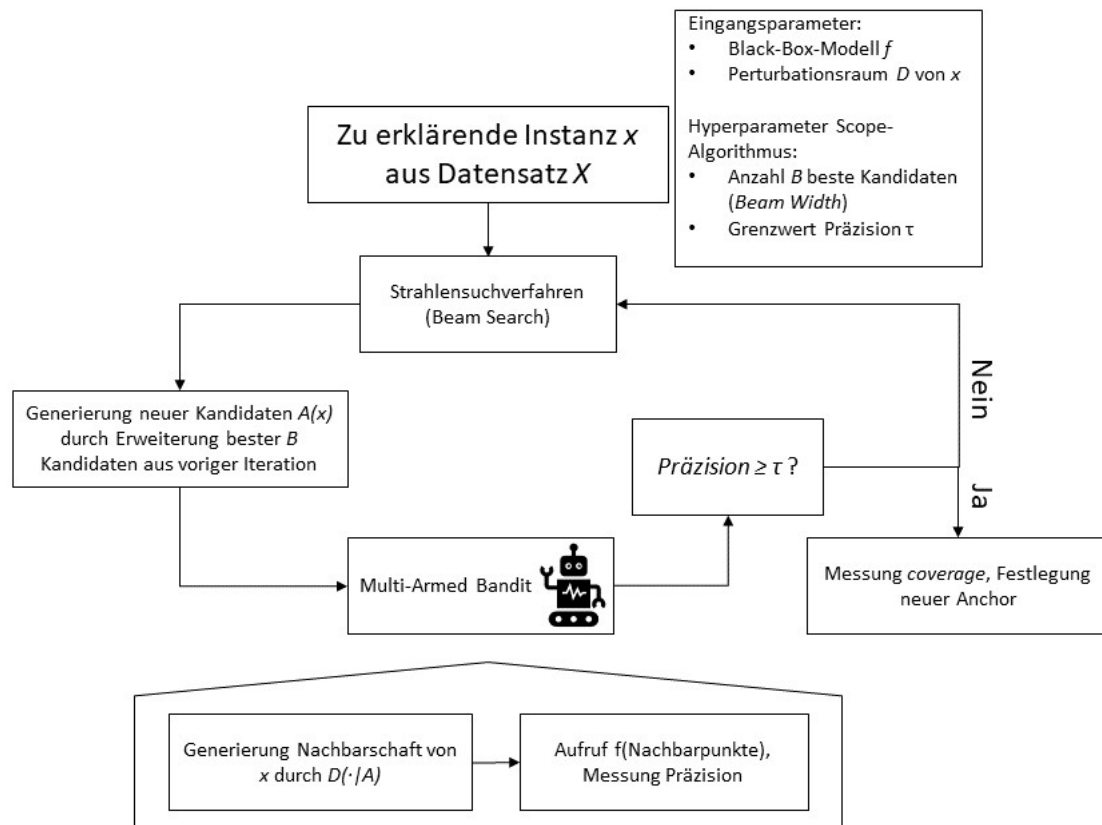 Eingangsparameter:
• Black-Box-Modell f
• Perturbationsraum D von x
Hyperparameter Scope-
Algorithmus:
• Anzahl B beste Kandidaten
(Beam Width)
• Grenzwert Präzision τ
Zu erklärende Instanz x
aus Datensatz X
Strahlensuchverfahren
(Beam Search)
Generierung neuer Kandidaten A(x)
durch Erweiterung bester B
Kandidaten aus voriger Iteration
Multi-Armed Bandit
Präzision ≥ τ ?
Nein
Ja
Messung coverage, Festlegung
neuer Anchor
Generierung Nachbarschaft von
x durch D(·|A)
Aufruf f(Nachbarpunkte),
Messung Präzision